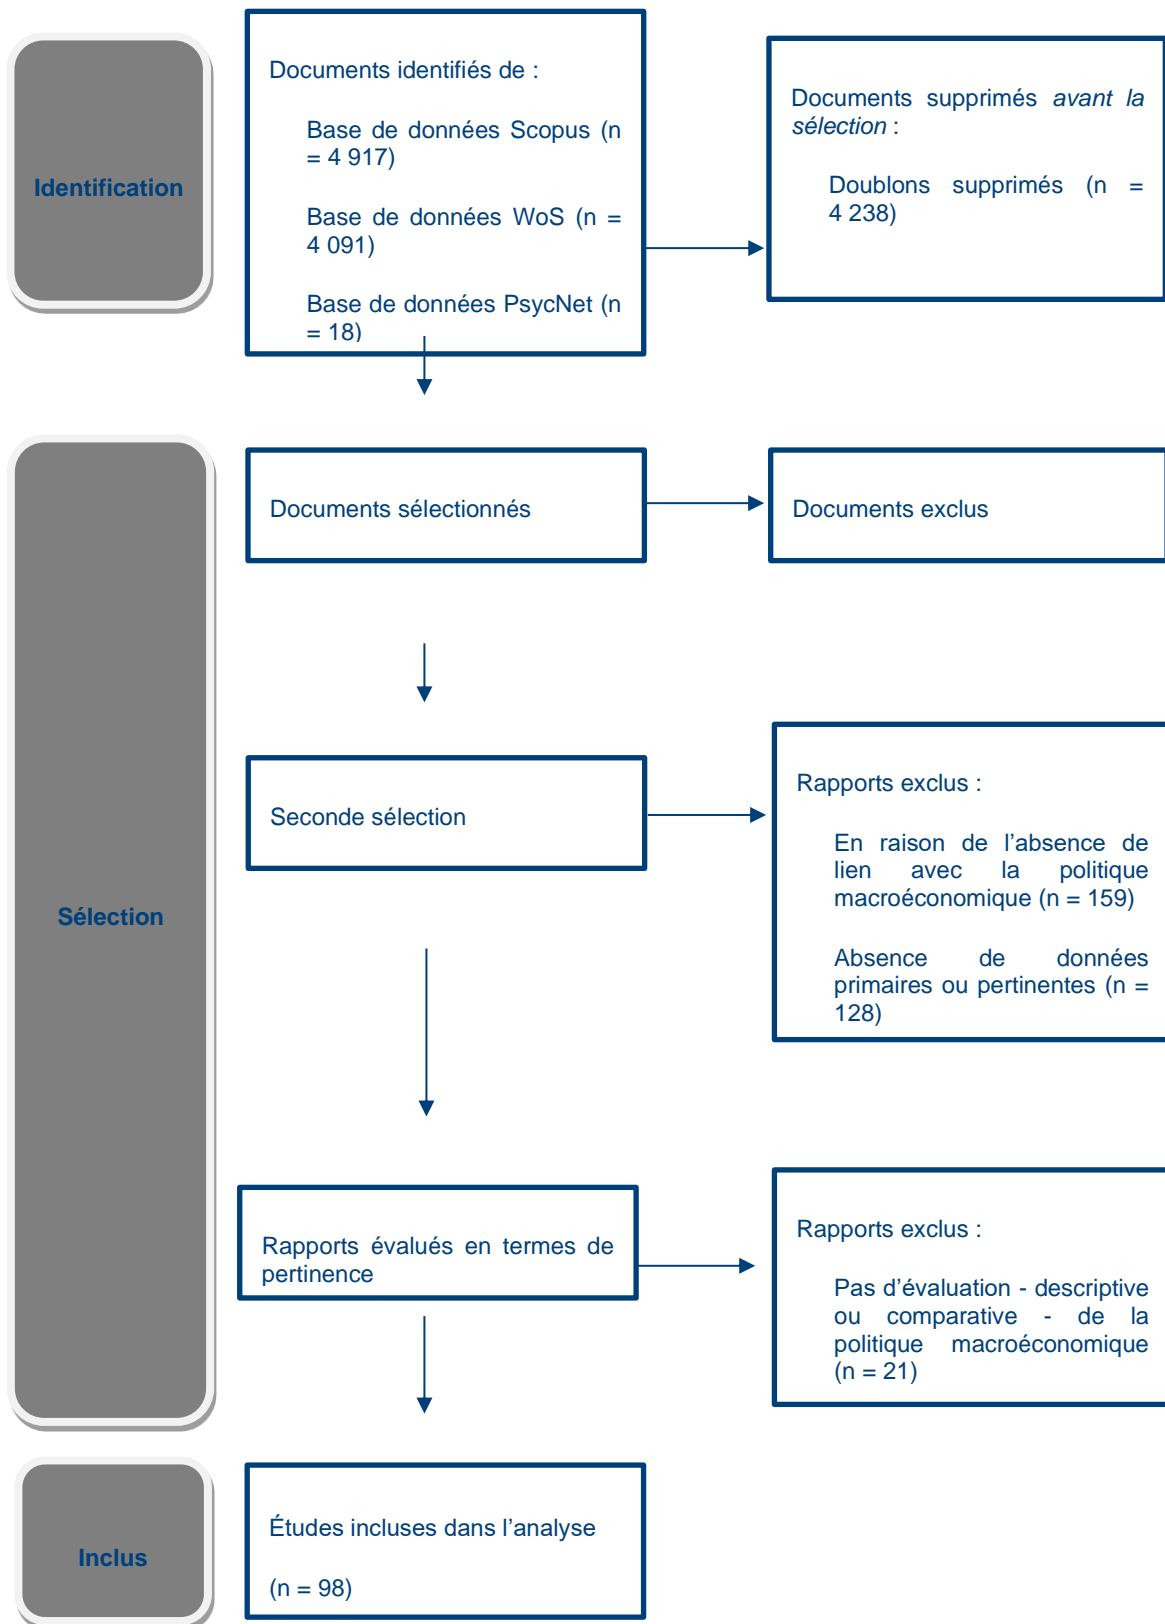 Identification
Documents identifiés de :
Base de données Scopus (n
= 4 917)
Base de données WoS (n =
4 091)
Base de données PsycNet (n
= 18)
Documents supprimés avant la
sélection :
Doublons supprimés (n =
4 238)
Sélection
Documents sélectionnés
Documents exclus
Seconde sélection
Rapports exclus :
En raison de l’absence de
lien avec la politique
macroéconomique (n = 159)
Absence de données
primaires ou pertinentes (n =
128)
Rapports évalués en termes de
pertinence
Rapports exclus :
Pas d’évaluation - descriptive
ou comparative - de la
politique macroéconomique
(n = 21)
Inclus
Études incluses dans l’analyse
(n = 98)